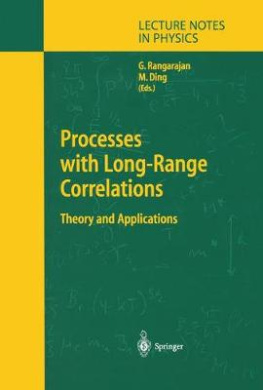 LECTURE NOTES
IN PHYSICS
G. Rangarajan
M. Ding
(Eds.)
Processes
with Long-Range
Correlations
Theory and Applications
Springer